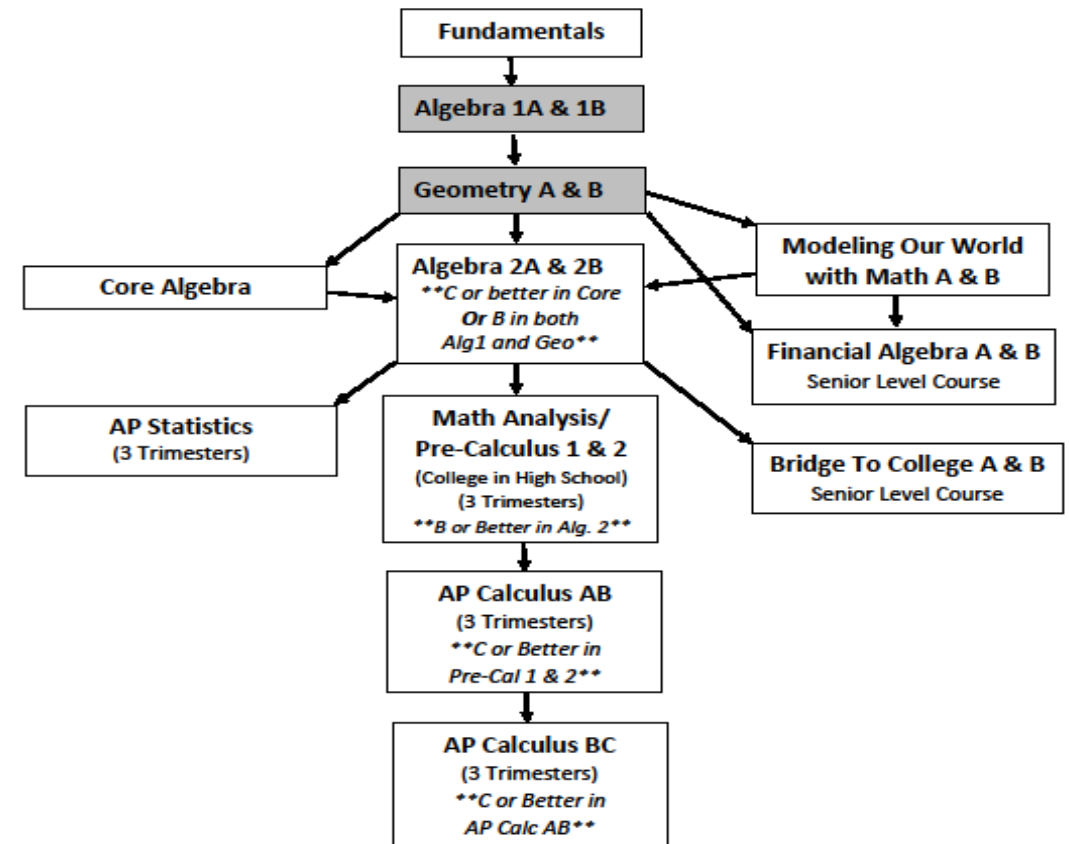 Fundamentals
Algebra 1A & 1B
Geometry A & B
Modeling Our World
with Math A & B
Core Algebra
Algebra 2A & 2B
**C or better in Core
Or B in both
Alg1 and Geo**
Financial Algebra A & B
Senior Level Course
AP Statistics
(3 Trimesters)
Math Analysis/
Pre-Calculus 1 & 2
(College in High School)
(3 Trimesters)
**B or Better in Alg. 2**
Bridge To College A & B
Senior Level Course
AP Calculus AB
(3 Trimesters)
**C or Better in
Pre-Cal 1 & 2**
AP Calculus BC
(3 Trimesters)
**C or Better in
AP Calc AB**